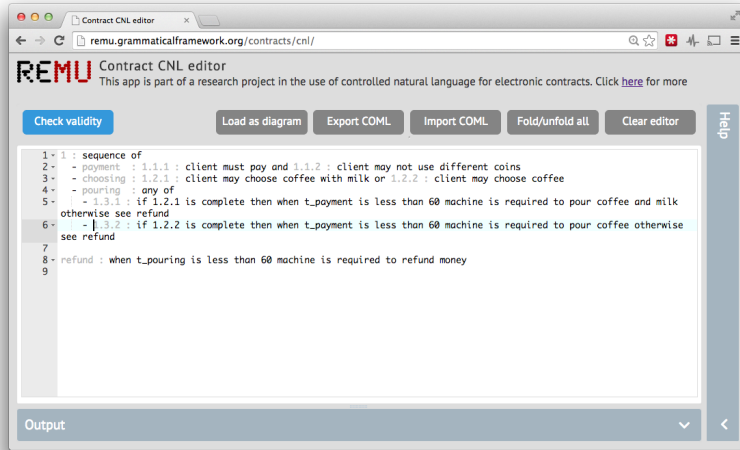 Contract CNL editor
remu.grammaticalframework.org/contracts/cnl/
REMU
Contract CNL editor
This app is part of a research project in the use of controlled natural language for electronic contracts. Click here for more
Check validity
Load as diagram
Export COML
Import COML
Fold/unfold all
Clear editor
Help
1 1 : sequence of
2 - payment : 1.1.1 : client must pay and 1.1.2 : client may not use different coins
3 - choosing : 1.2.1 : client may choose coffee with milk or 1.2.2 : client may choose coffee
4 - pouring : any of
5 - 1.3.1 : if 1.2.1 is complete then when t_payment is less than 60 machine is required to pour coffee and milk
otherwise see refund
6 - 1.3.2 : if 1.2.2 is complete then when t_payment is less than 60 machine is required to pour coffee otherwise
see refund
7
8 refund : when t_pouring is less than 60 machine is required to refund money
9
Output